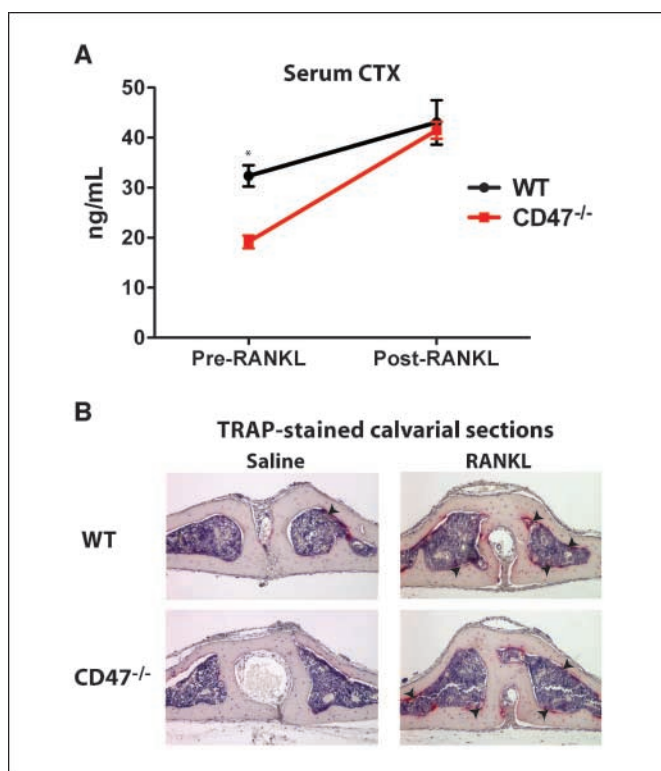 A
Serum CTX
50
40
30
20
10
0
ng/mL
*
Pre-RANKL
Post-RANKL
WT
CD47-/-
B
TRAP-stained calvarial sections
Saline
RANKL
WT
CD47-/-